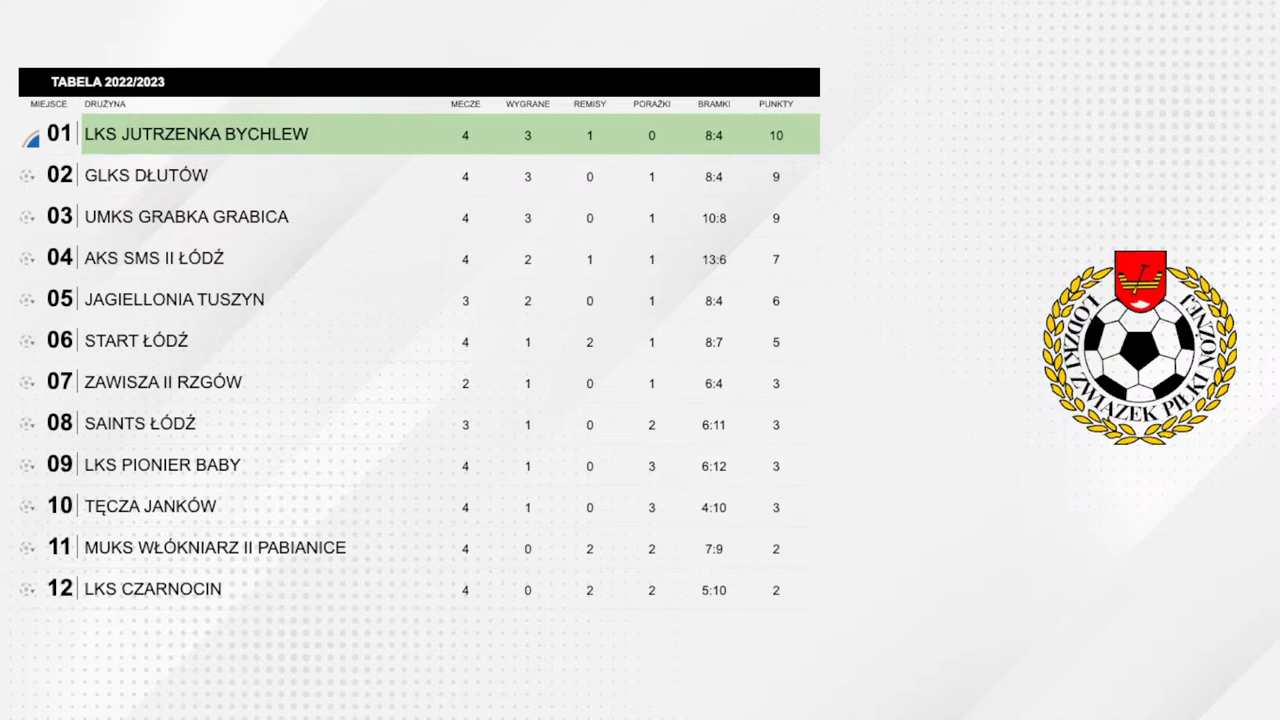 TABELA 2022/2023
MIEJSCE DRUŻYNA MECZE WYGRANE REMISY PORAŻKI BRAMKI PUNKTY
01 LKS JUTRZENKA BYCHLEW 4 3 1 0 8:4 10
02 GLKS DŁUTÓW 4 3 0 1 8:4 9
03 UMKS GRABKA GRABICA 4 3 0 1 10:8 9
04 AKS SMS II ŁÓDŹ 4 2 1 1 13:6 7
05 JAGIELLONIA TUSZYN 3 2 0 1 8:4 6
06 START ŁÓDŹ 4 1 2 1 8:7 5
07 ZAWISZA II RZGÓW 2 1 0 1 6:4 3
08 SAINTS ŁÓDŹ 3 1 0 2 6:11 3
09 LKS PIONIER BABY 4 1 0 3 6:12 3
10 TĘCZA JANKÓW 4 1 0 3 4:10 3
11 MUKS WŁÓKNIARZ II PABIANICE 4 0 2 2 7:9 2
12 LKS CZARNOCIN 4 0 2 2 5:10 2
ŁÓDZKI ZWIĄZEK PIŁKI NOŻNEJ